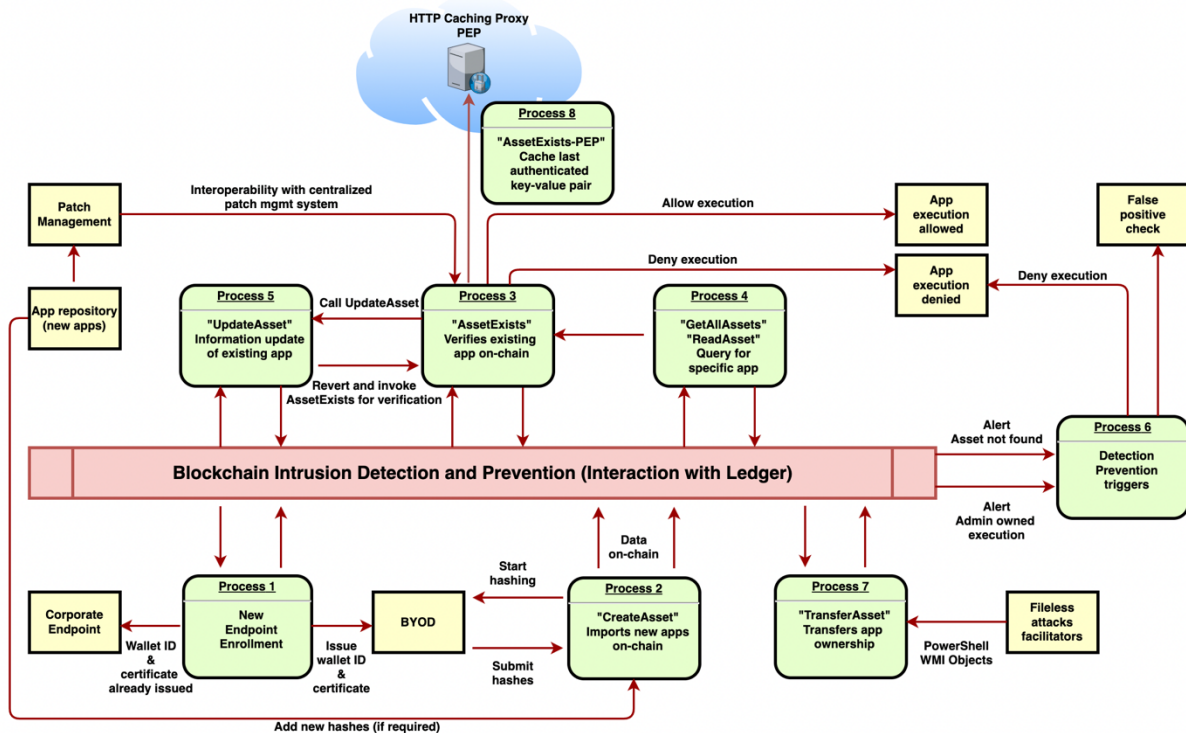 HTTP Caching Proxy
PEP
Process 8
"AssetExists-PEP"
Cache last
authenticated
key-value pair
Patch
Management
Interoperability with centralized
patch mgmt system
Allow execution
App
execution
allowed
False
positive
check
Deny execution
App
execution
denied
Deny execution
App repository
(new apps)
Process 5
"UpdateAsset"
Information update
of existing app
Call UpdateAsset
Process 3
"AssetExists"
Verifies existing
app on-chain
Process 4
"GetAllAssets"
"ReadAsset"
Query for
specific app
Revert and invoke
AssetExists for verification
Blockchain Intrusion Detection and Prevention (Interaction with Ledger)
Alert
Asset not found
Alert
Admin owned
execution
Process 6
Detection
Prevention
triggers
Data
on-chain
Corporate
Endpoint
Wallet ID
&
certificate
already issued
Process 1
New
Endpoint
Enrollment
Issue
wallet ID
&
certificate
BYOD
Start
hashing
Submit
hashes
Process 2
"CreateAsset"
Imports new apps
on-chain
Process 7
"TransferAsset"
Transfers app
ownership
PowerShell
WMI Objects
Fileless
attacks
facilitators
Add new hashes (if required)